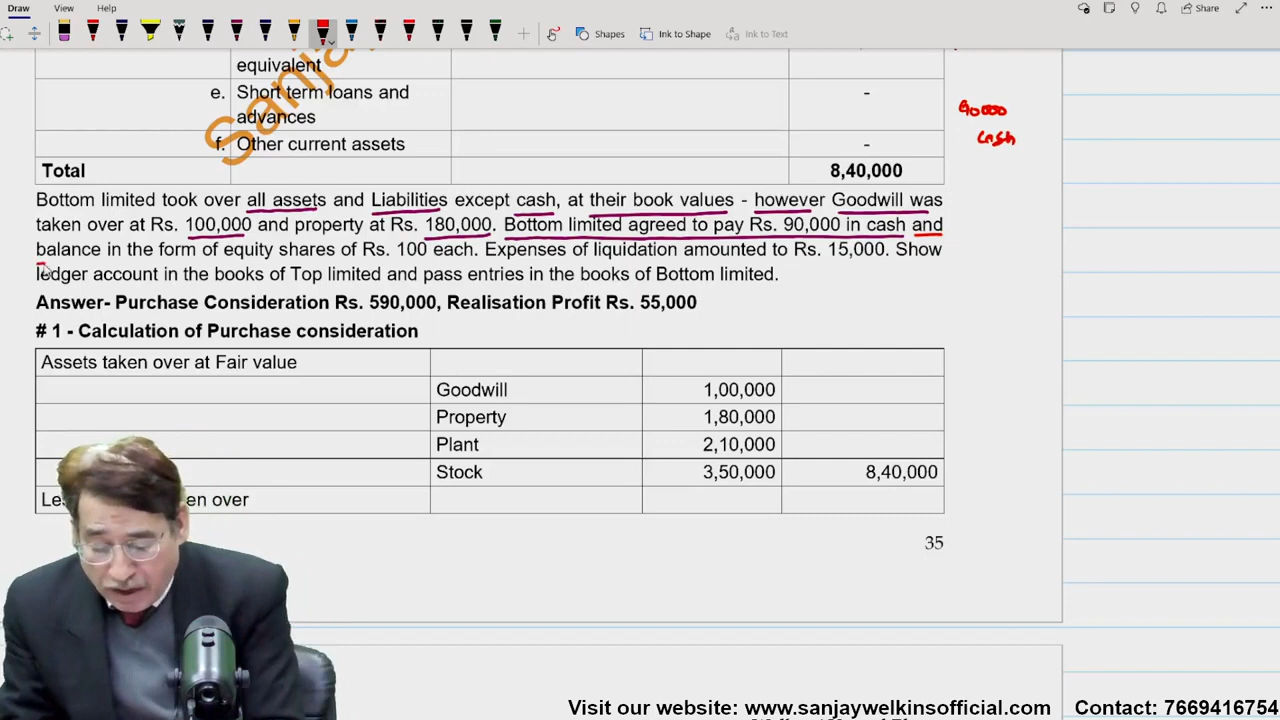 Draw View Help
Share
Shapes Ink to Shape Ink to Text
equivalent
e. Short term loans and -
advances
f. Other current assets -
Total 8,40,000
90000
Cash
Sanja
Bottom limited took over all assets and Liabilities except cash, at their book values - however Goodwill was
taken over at Rs. 100,000 and property at Rs. 180,000. Bottom limited agreed to pay Rs. 90,000 in cash and
balance in the form of equity shares of Rs. 100 each. Expenses of liquidation amounted to Rs. 15,000. Show
ledger account in the books of Top limited and pass entries in the books of Bottom limited.
Answer- Purchase Consideration Rs. 590,000, Realisation Profit Rs. 55,000
# 1 - Calculation of Purchase consideration
Assets taken over at Fair value
Goodwill 1,00,000
Property 1,80,000
Plant 2,10,000
Stock 3,50,000 8,40,000
Le en over
35
Visit our website: www.sanjaywelkinsofficial.com Contact: 7669416754